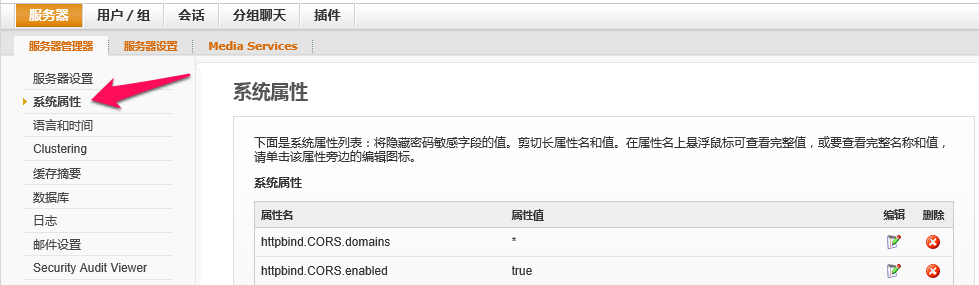 服务器 用户 / 组 会话 分组聊天 插件
服务器管理器 服务器设置 Media Services
服务器设置
系统属性
语言和时间
Clustering
缓存摘要
数据库
日志
邮件设置
Security Audit Viewer
系统属性
下面是系统属性列表：将隐藏密码敏感字段的值。剪切长属性名和值。在属性名上悬浮鼠标可查看完整值，或要查看完整名称和值，
请单击该属性旁边的编辑图标。
系统属性
属性名 属性值 编辑 删除
httpbind.CORS.domains *
httpbind.CORS.enabled true